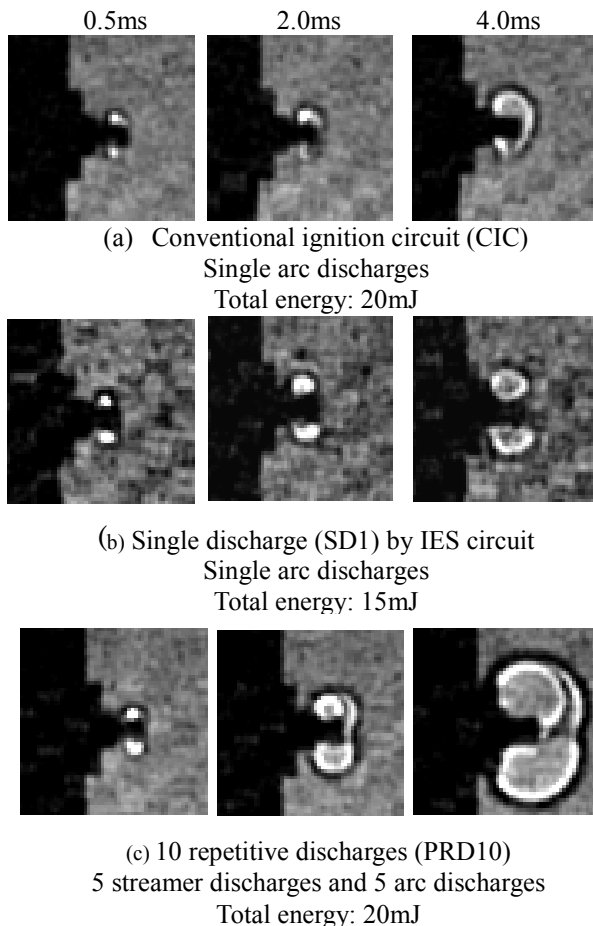 0.5ms 2.0ms 4.0ms
(a) Conventional ignition circuit (CIC)
Single arc discharges
Total energy: 20mJ
(b) Single discharge (SD1) by IES circuit
Single arc discharges
Total energy: 15mJ
(c) 10 repetitive discharges (PRD10)
5 streamer discharges and 5 arc discharges
Total energy: 20mJ